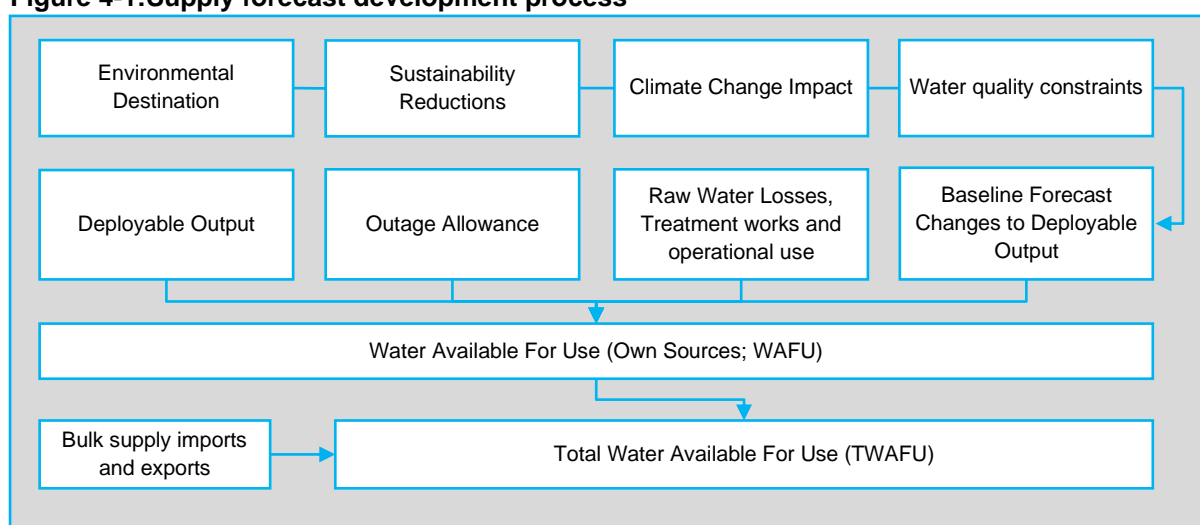 Figure 4-1:Supply forecast development process
Environmental
Destination
Sustainability
Reductions
Climate Change Impact
Water quality constraints
Deployable Output
Outage Allowance
Raw Water Losses,
Treatment works and
operational use
Baseline Forecast
Changes to Deployable
Output
Water Available For Use (Own Sources; WAFU)
Bulk supply imports
and exports
Total Water Available For Use (TWAFU)